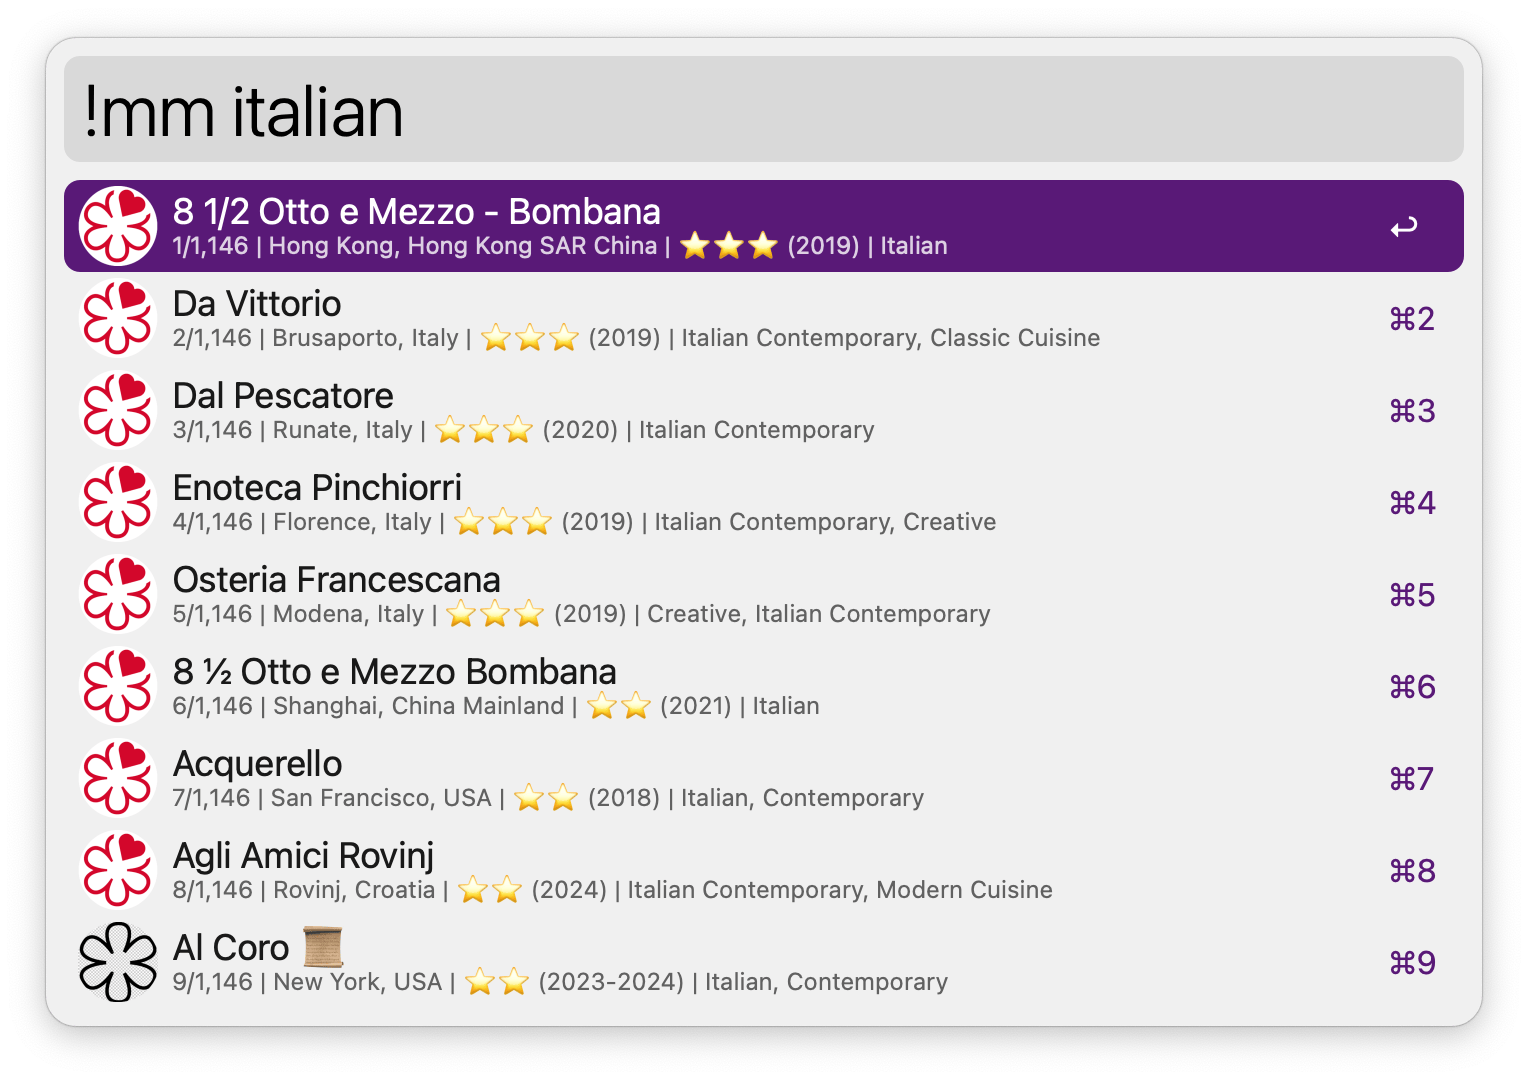 !mm italian
8 1/2 Otto e Mezzo - Bombana
1/1,146 | Hong Kong, Hong Kong SAR China | ⭐⭐⭐ (2019) | Italian
Da Vittorio
2/1,146 | Brusaporto, Italy | ⭐⭐⭐ (2019) | Italian Contemporary, Classic Cuisine
⌘2
Dal Pescatore
3/1,146 | Runate, Italy | ⭐⭐⭐ (2020) | Italian Contemporary
⌘3
Enoteca Pinchiorri
4/1,146 | Florence, Italy | ⭐⭐⭐ (2019) | Italian Contemporary, Creative
⌘4
Osteria Francescana
5/1,146 | Modena, Italy | ⭐⭐⭐ (2019) | Creative, Italian Contemporary
⌘5
8 ½ Otto e Mezzo Bombana
6/1,146 | Shanghai, China Mainland | ⭐⭐ (2021) | Italian
⌘6
Acquerello
7/1,146 | San Francisco, USA | ⭐⭐ (2018) | Italian, Contemporary
⌘7
Agli Amici Rovinj
8/1,146 | Rovinj, Croatia | ⭐⭐ (2024) | Italian Contemporary, Modern Cuisine
⌘8
Al Coro 📜
9/1,146 | New York, USA | ⭐⭐ (2023-2024) | Italian, Contemporary
⌘9